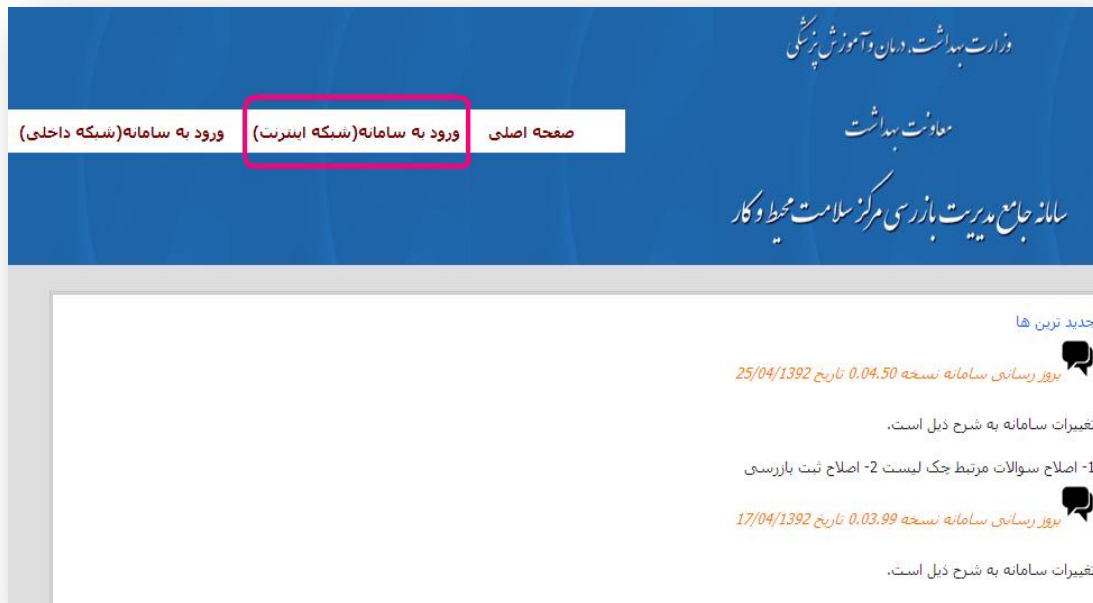 وزارت بهداشت، درمان و آموزش پزشکی
معاونت بهداشت
صفحه اصلی ورود به سامانه(شبکه اینترنت) ورود به سامانه(شبکه داخلی)
سامانه جامع مدیریت بازرسی مرکز سلامت محیط و کار
جدید ترین ها
بروز رسانی سامانه نسخه 0.04.50 تاریخ 25/04/1392
تغییرات سامانه به شرح ذیل است.
1- اصلاح سوالات مرتبط چک لیست 2- اصلاح ثبت بازرسی
بروز رسانی سامانه نسخه 0.03.99 تاریخ 17/04/1392
تغییرات سامانه به شرح ذیل است.